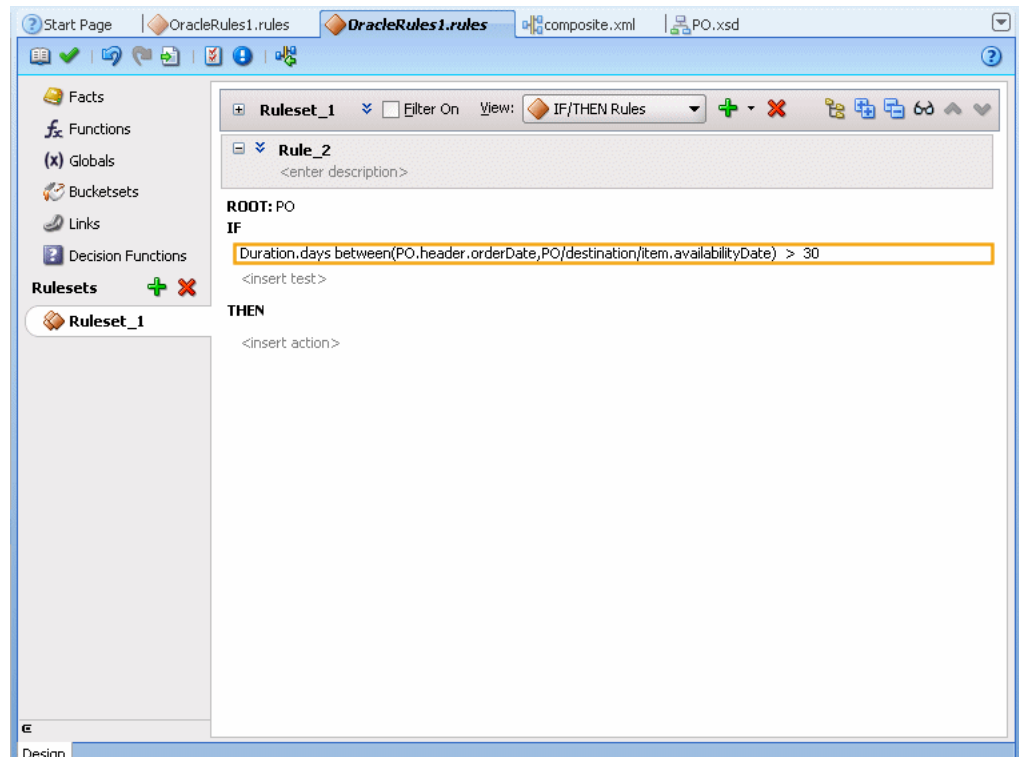 Start Page OracleRules1.rules OracleRules1.rules composite.xml PO.xsd
Facts
Functions
Globals
Bucketsets
Links
Decision Functions
Rulesets
Ruleset_1
Ruleset_1 Filter On View: IF/THEN Rules
Rule_2
<enter description>
ROOT: PO
IF
Duration.days between(PO.header.orderDate,PO/destination/item.availabilityDate) > 30
<insert test>
THEN
<insert action>
Design